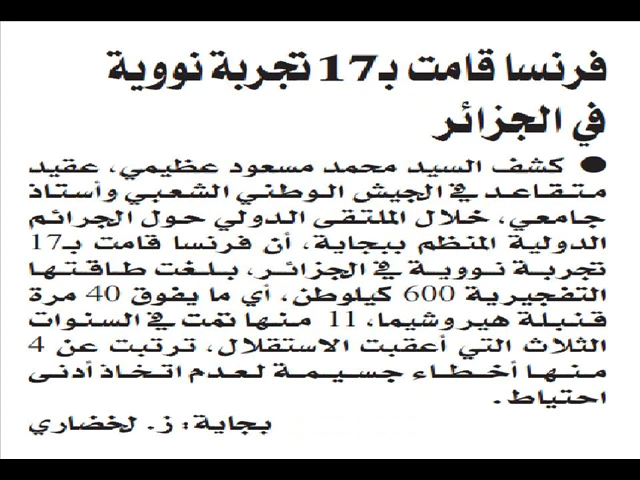 فرنسا قامت بـ17 تجربة نووية
في الجزائر
● كشف السيد محمد مسعود عظيمي، عقيد
متقاعد في الجيش الوطني الشعبي وأستاذ
جامعي، خلال الملتقى الدولي حول الجرائم
الدولية المنظم ببجاية، أن فرنسا قامت بـ17
تجربة نووية في الجزائر، بلغت طاقتها
التفجيرية 600 كيلوطن، أي ما يفوق 40 مرة
قنبلة هيروشيما، 11 منها تمت في السنوات
الثلاث التي أعقبت الاستقلال، ترتبت عن 4
منها أخطاء جسيمة لعدم اتخاذ أدنى
احتياط.
بجاية: ز. لخضاري